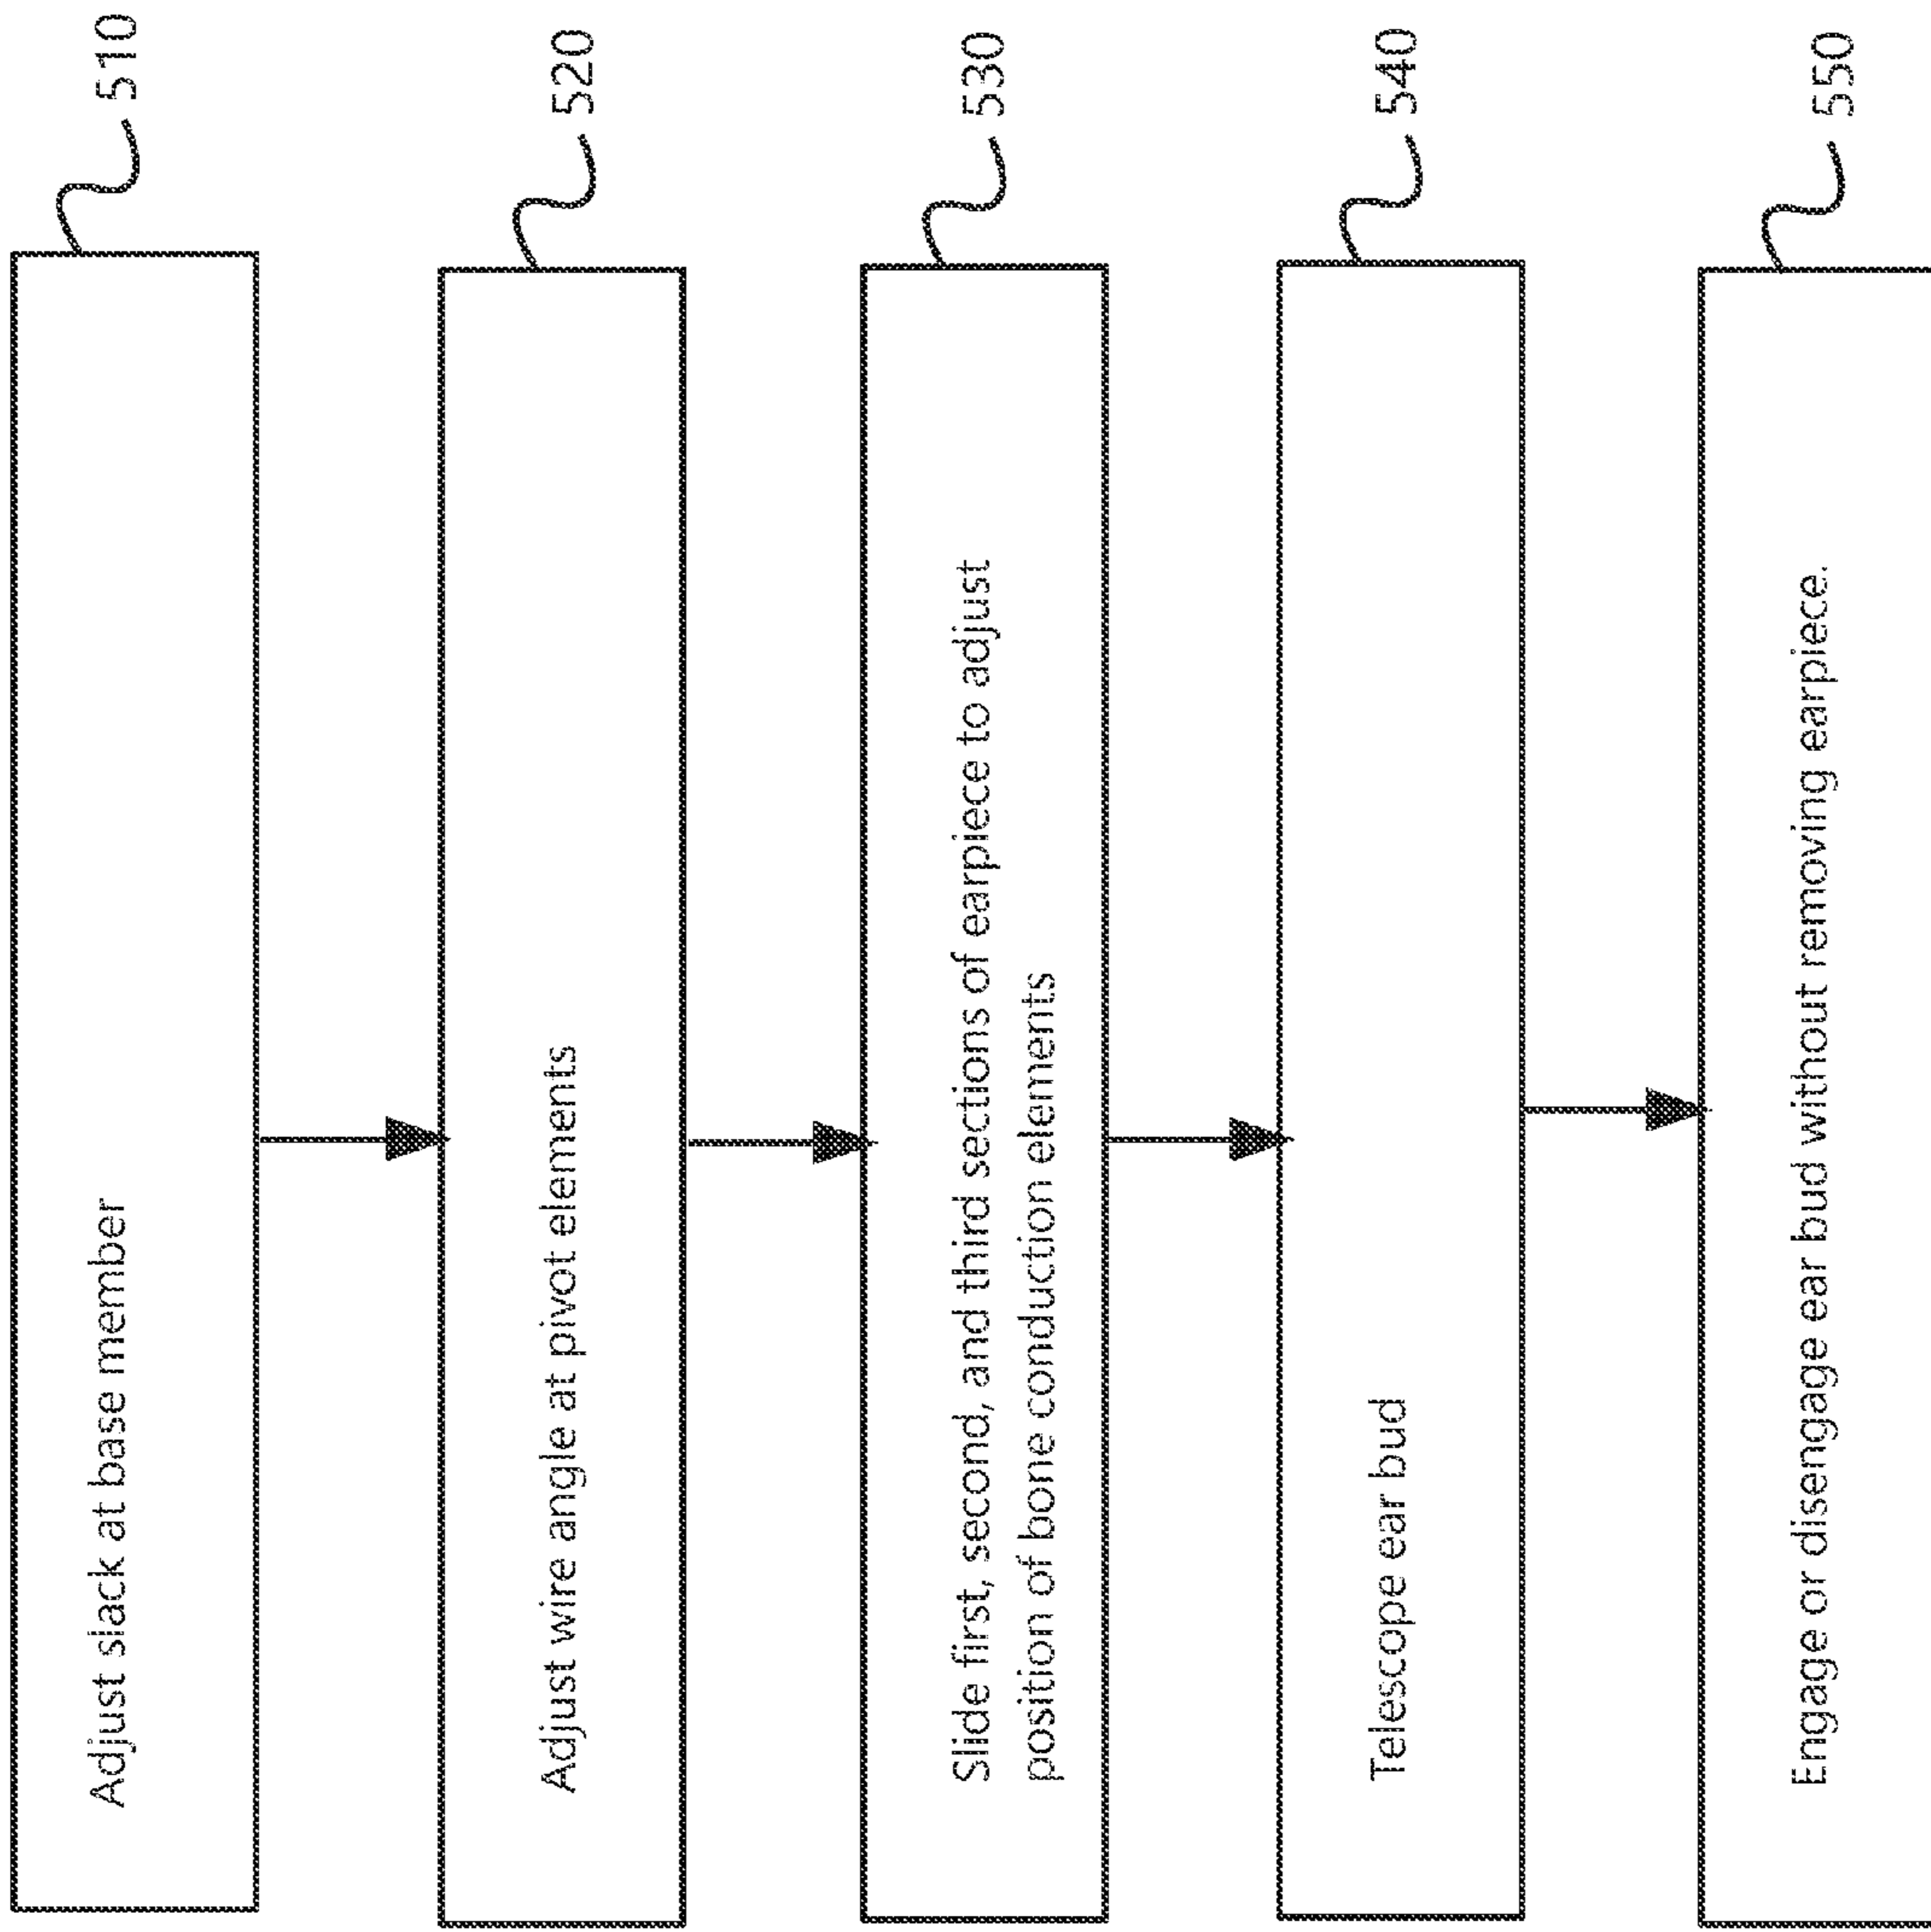 Adjust slack at base member
510
Adjust wire angle at pivot elements
520
Slide first, second, and third sections of earpiece to adjust
position of bone conduction elements
530
Telescope ear bud
540
Engage or disengage ear bud without removing earpiece.
550